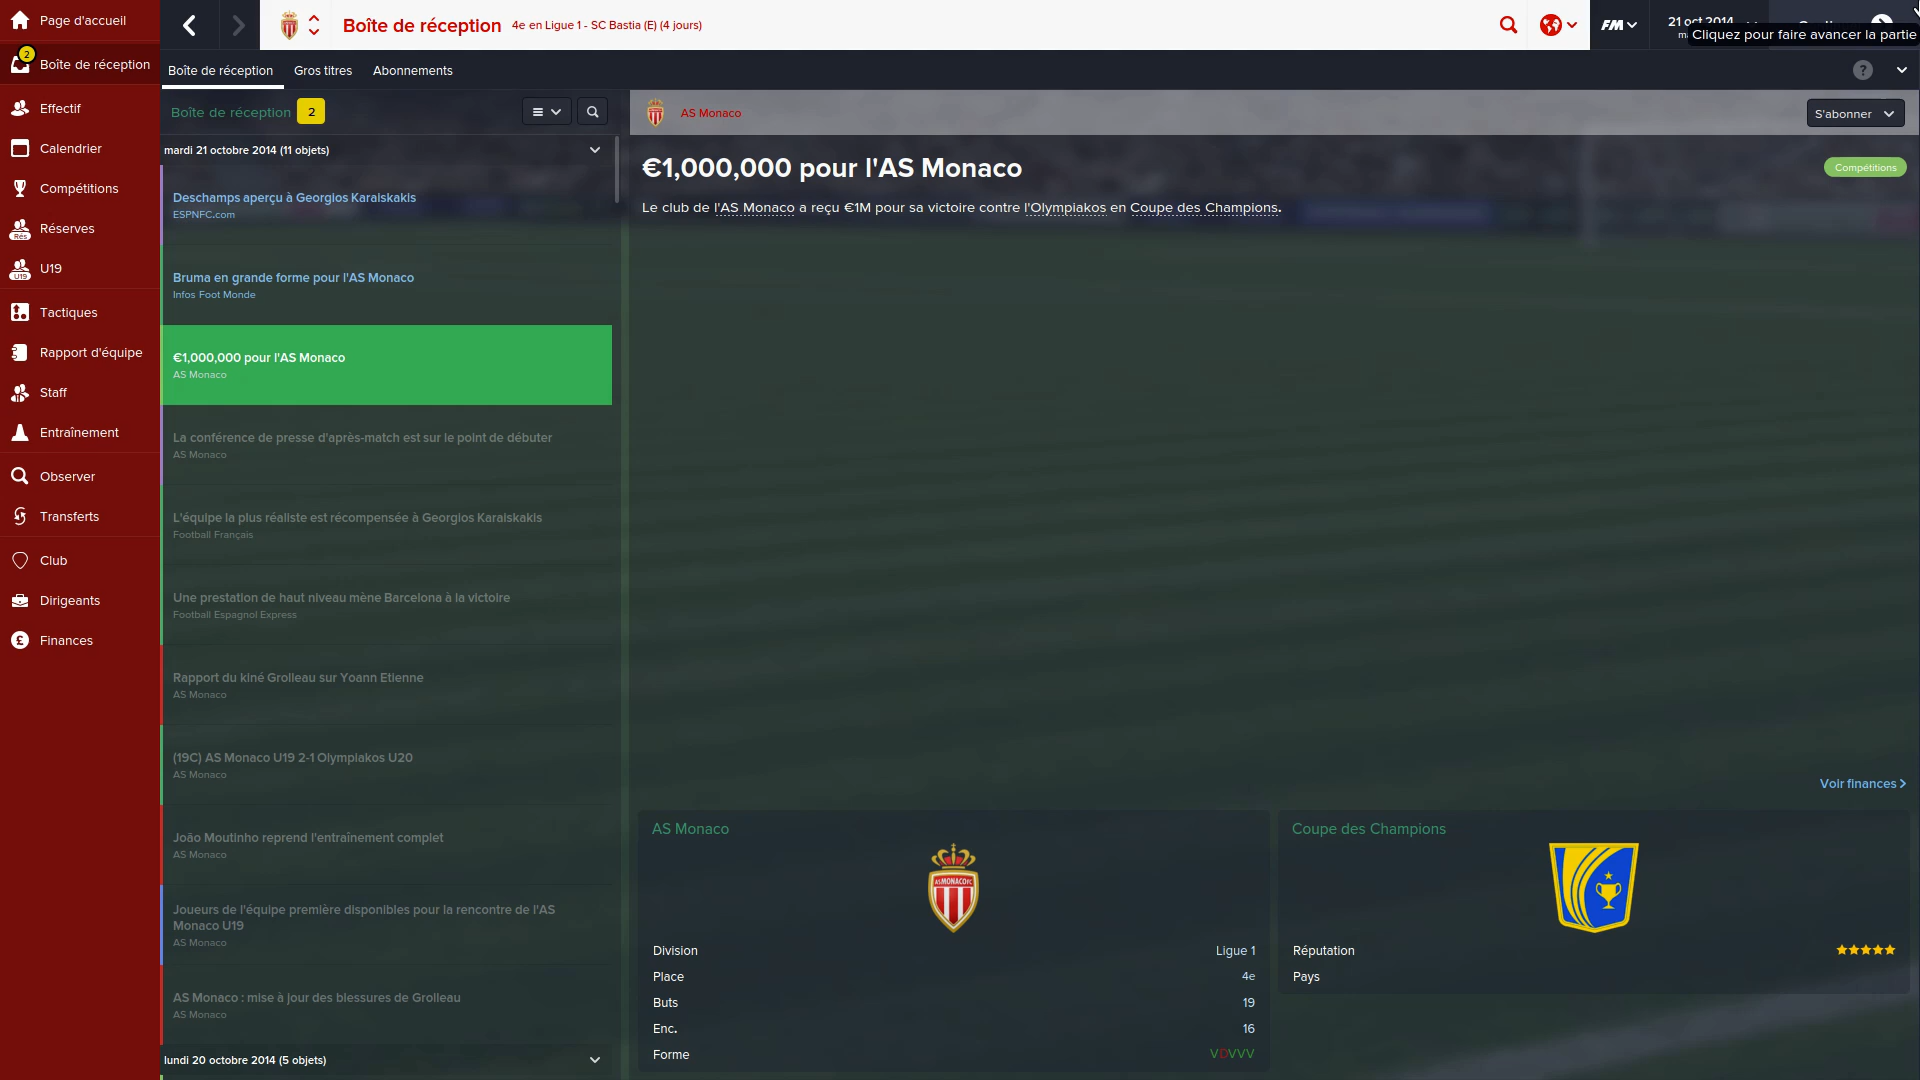 Page d'accueil
2
Boîte de réception
Effectif
Calendrier
Compétitions
Rés
Réserves
U19
U19
Tactiques
Rapport d'équipe
Staff
Entraînement
Observer
Transferts
Club
Dirigeants
Finances
Boîte de réception
4e en Ligue 1 - SC Bastia (E) (4 jours)
FM
21 oct 2014
Cliquez pour faire avancer la partie
Boîte de réception
Gros titres
Abonnements
?
Boîte de réception
2
mardi 21 octobre 2014 (11 objets)
Deschamps aperçu à Georgios Karaiskakis
ESPNFC.com
Bruma en grande forme pour l'AS Monaco
Infos Foot Monde
€1,000,000 pour l'AS Monaco
AS Monaco
La conférence de presse d'après-match est sur le point de débuter
AS Monaco
L'équipe la plus réaliste est récompensée à Georgios Karaiskakis
Football Français
Une prestation de haut niveau mène Barcelona à la victoire
Football Espagnol Express
Rapport du kiné Grolleau sur Yoann Etienne
AS Monaco
(19C) AS Monaco U19 2-1 Olympiakos U20
AS Monaco
João Moutinho reprend l'entraînement complet
AS Monaco
Joueurs de l'équipe première disponibles pour la rencontre de l'AS
Monaco U19
AS Monaco
AS Monaco : mise à jour des blessures de Grolleau
AS Monaco
lundi 20 octobre 2014 (5 objets)
AS Monaco
S'abonner
€1,000,000 pour l'AS Monaco
Compétitions
Le club de l'AS Monaco a reçu €1M pour sa victoire contre l'Olympiakos en Coupe des Champions.
Voir finances
AS Monaco
AS MONACO FC
Division
Ligue 1
Place
4e
Buts
19
Enc.
16
Forme
VDVVV
Coupe des Champions
Réputation
Pays